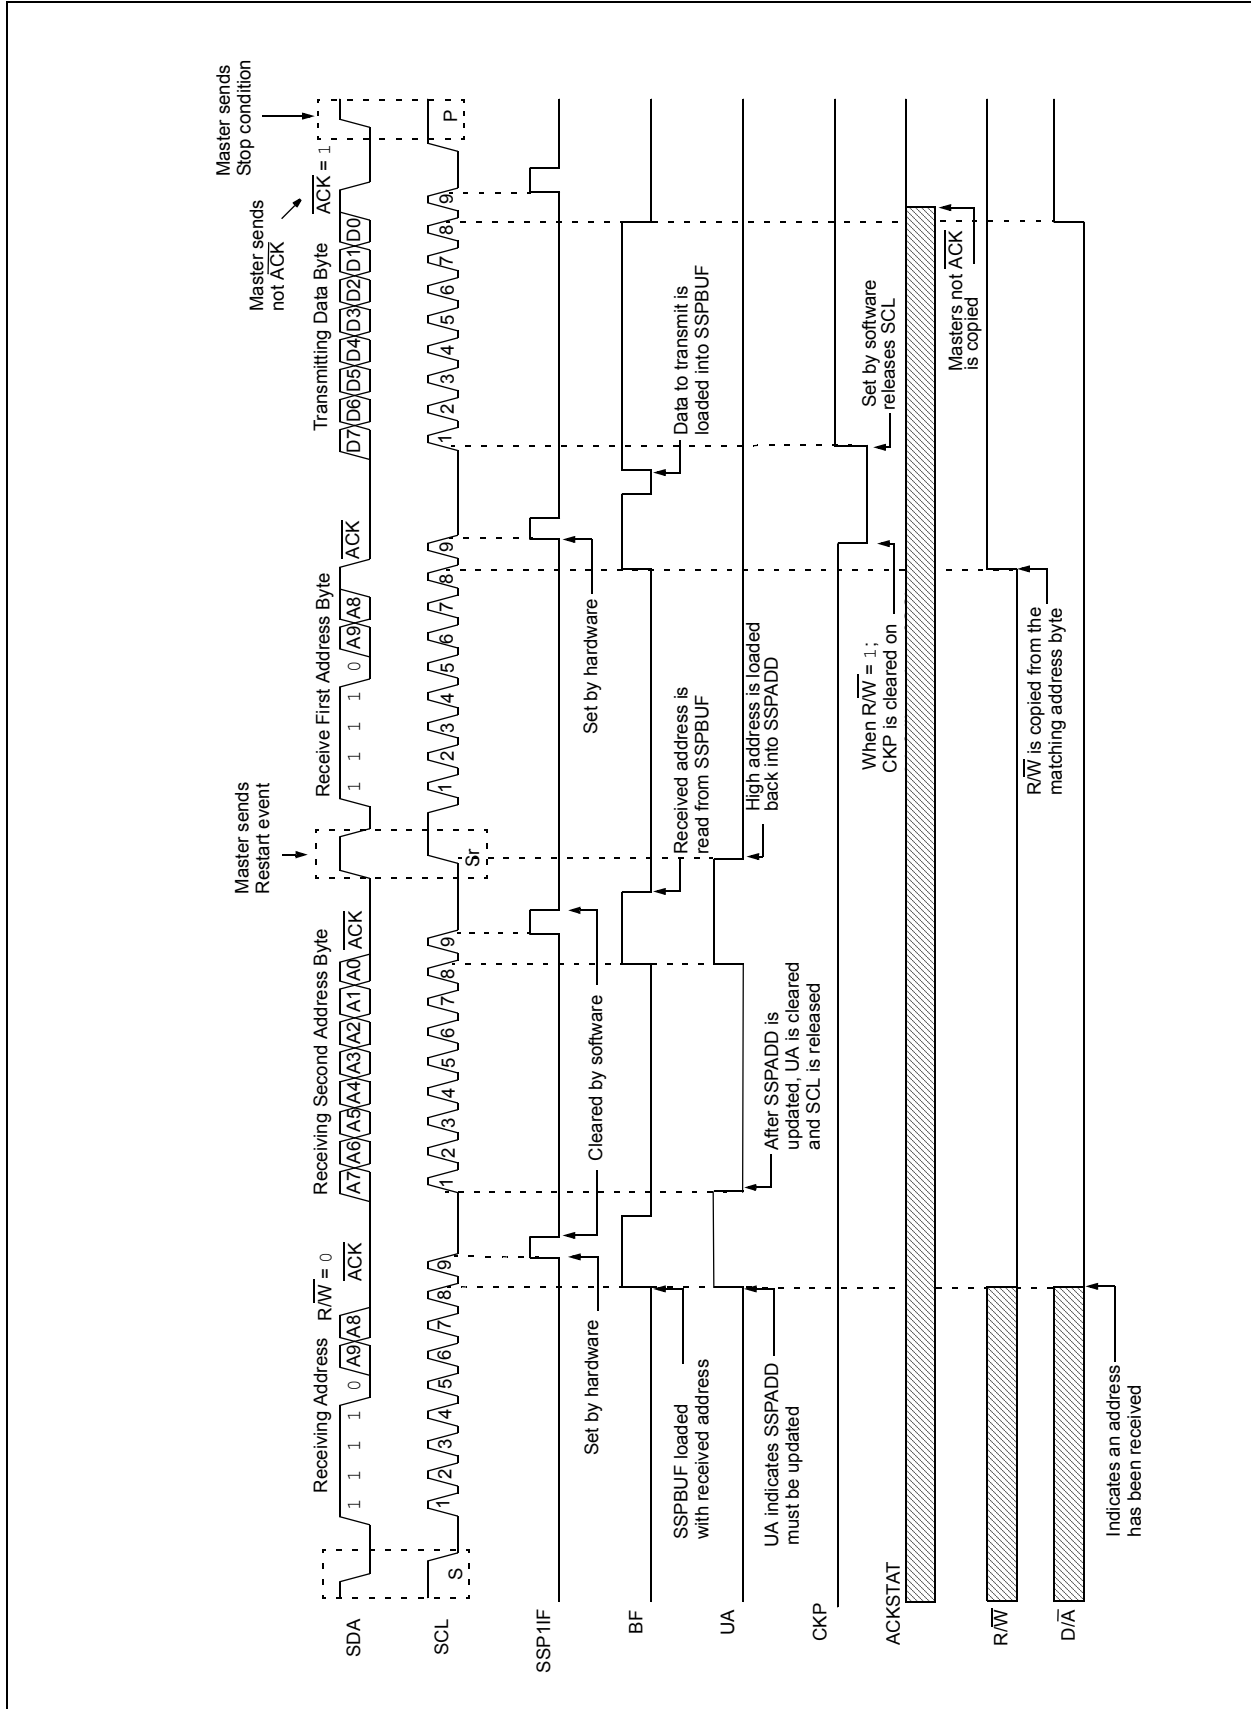 Master sends
Stop condition
Master sends
not A̅C̅K̅
Master sends
Restart event
Receiving Address R/W̅ = 0
Receiving Second Address Byte
Receive First Address Byte
Transmitting Data Byte
A̅C̅K̅ = 1
SDA
1 1 1 1 0 A9 A8 A̅C̅K̅
A7 A6 A5 A4 A3 A2 A1 A0 A̅C̅K̅
1 1 1 1 0 A9 A8 A̅C̅K̅
D7 D6 D5 D4 D3 D2 D1 D0
SCL
S 1 2 3 4 5 6 7 8 9
1 2 3 4 5 6 7 8 9 Sr
1 2 3 4 5 6 7 8 9
1 2 3 4 5 6 7 8 9 P
SSP1IF
Set by hardware
Cleared by software
Set by hardware
BF
SSPBUF loaded
with received address
Received address is
read from SSPBUF
Data to transmit is
loaded into SSPBUF
UA
UA indicates SSPADD
must be updated
After SSPADD is
updated, UA is cleared
and SCL is released
High address is loaded
back into SSPADD
CKP
When R/W̅ = 1;
CKP is cleared on
Set by software
releases SCL
ACKSTAT
Masters not A̅C̅K̅
is copied
R/W̅
R/W̅ is copied from the
matching address byte
D/A̅
Indicates an address
has been received